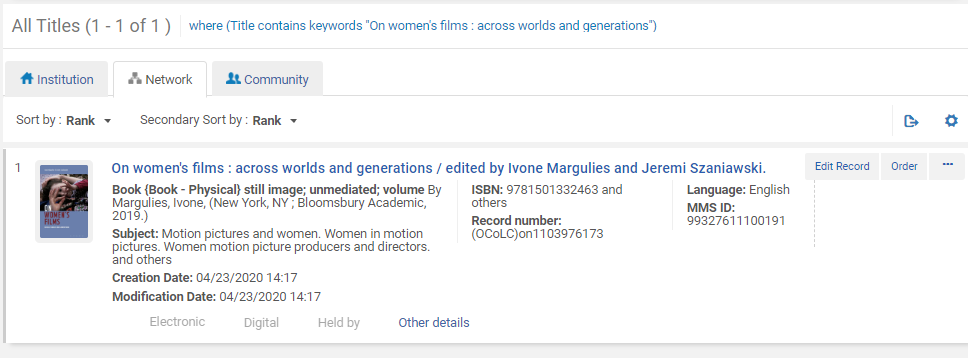 All Titles (1 - 1 of 1 ) where (Title contains keywords "On women's films : across worlds and generations")
Institution Network Community
Sort by : Rank Secondary Sort by : Rank
1
On women's films : across worlds and generations / edited by Ivone Margulies and Jeremi Szaniawski.
Edit Record Order ...
Book {Book - Physical} still image; unmediated; volume By
Margulies, Ivone, (New York, NY ; Bloomsbury Academic,
2019.)
Subject: Motion pictures and women. Women in motion
pictures. Women motion picture producers and directors.
and others
Creation Date: 04/23/2020 14:17
Modification Date: 04/23/2020 14:17
ISBN: 9781501332463 and
others
Record number:
(OCoLC)on1103976173
Language: English
MMS ID:
99327611100191
ON
WOMEN'S
FILMS
Electronic Digital Held by Other details